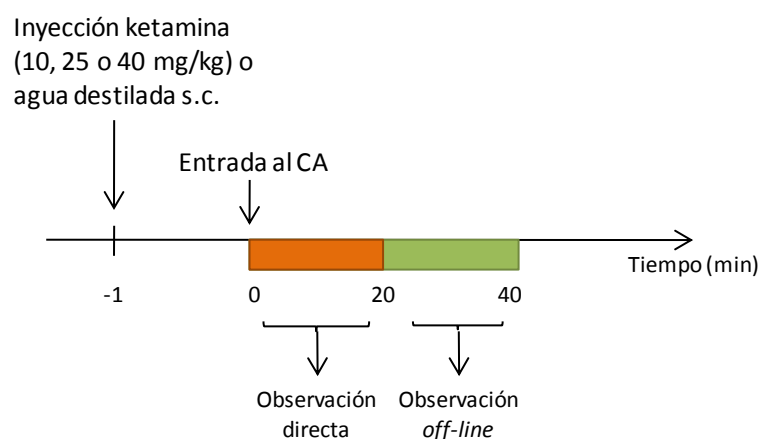 Inyección ketamina
(10, 25 o 40 mg/kg) o
agua destilada s.c.
Entrada al CA
Tiempo (min)
-1
0
20
40
Observación
directa
Observación
off-line